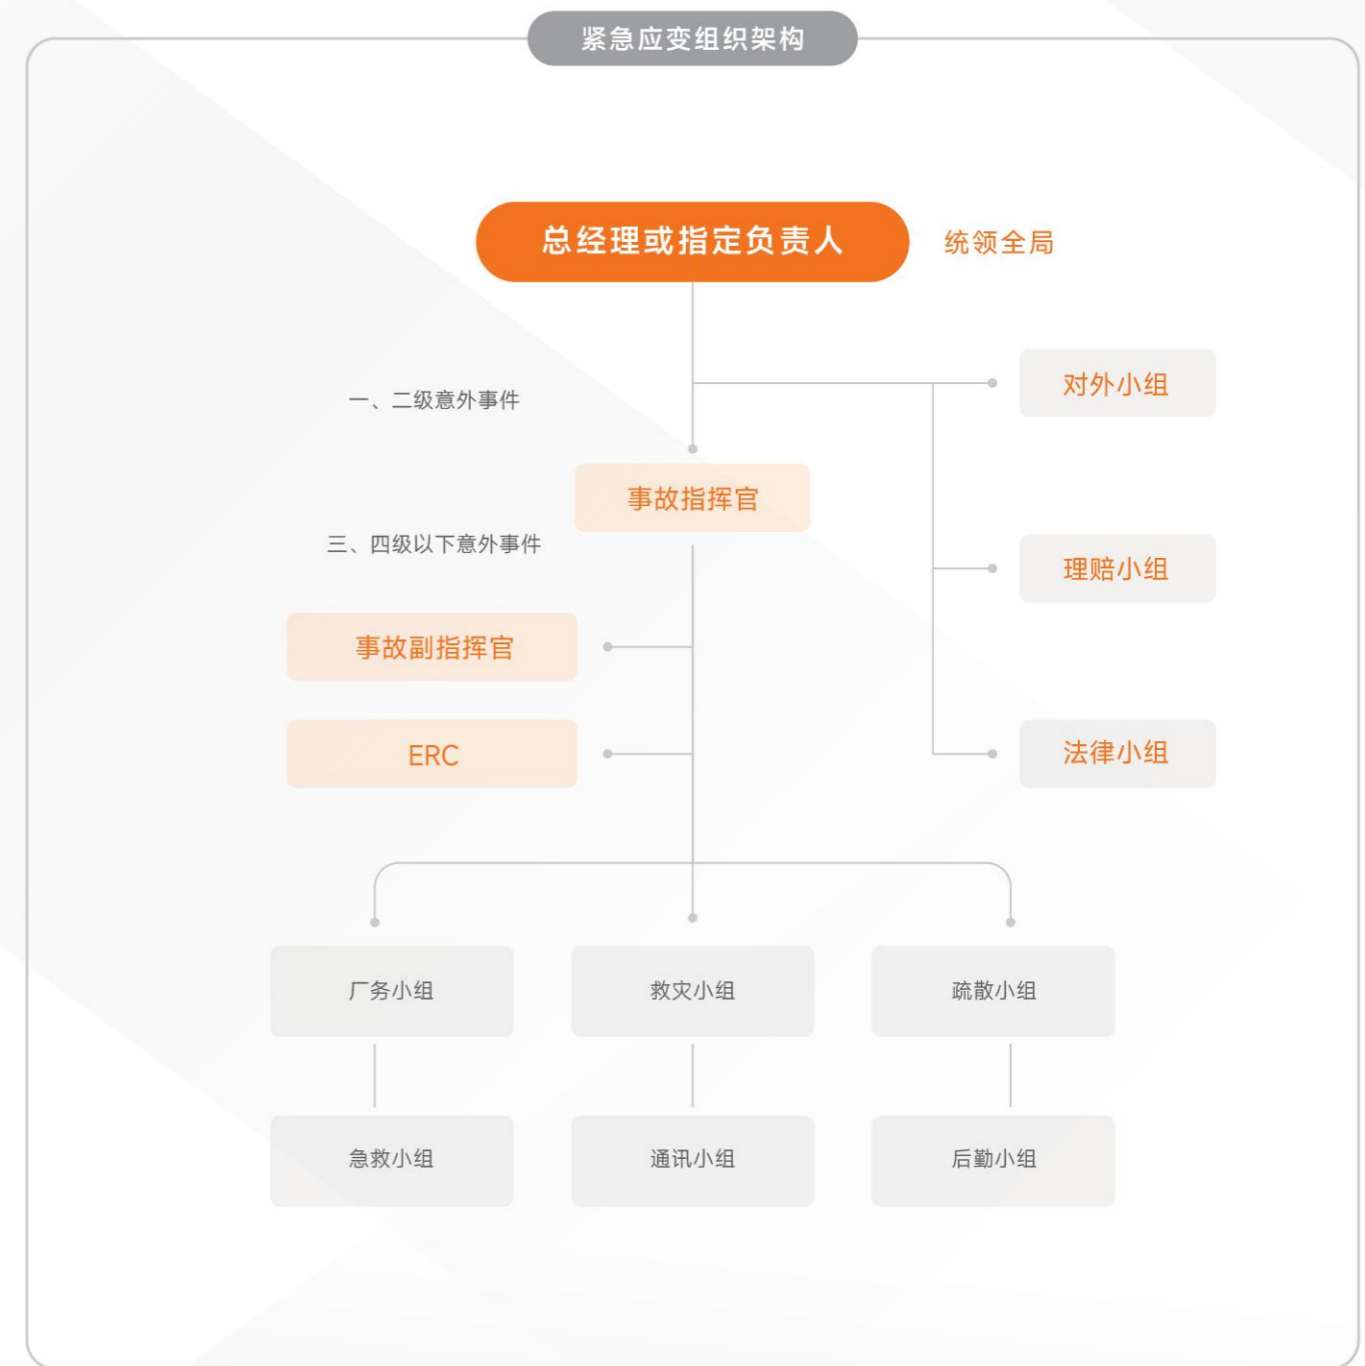 紧急应变组织架构
总经理或指定负责人
统领全局
对外小组
一、二级意外事件
事故指挥官
三、四级以下意外事件
理赔小组
事故副指挥官
ERC
法律小组
厂务小组
救灾小组
疏散小组
急救小组
通讯小组
后勤小组